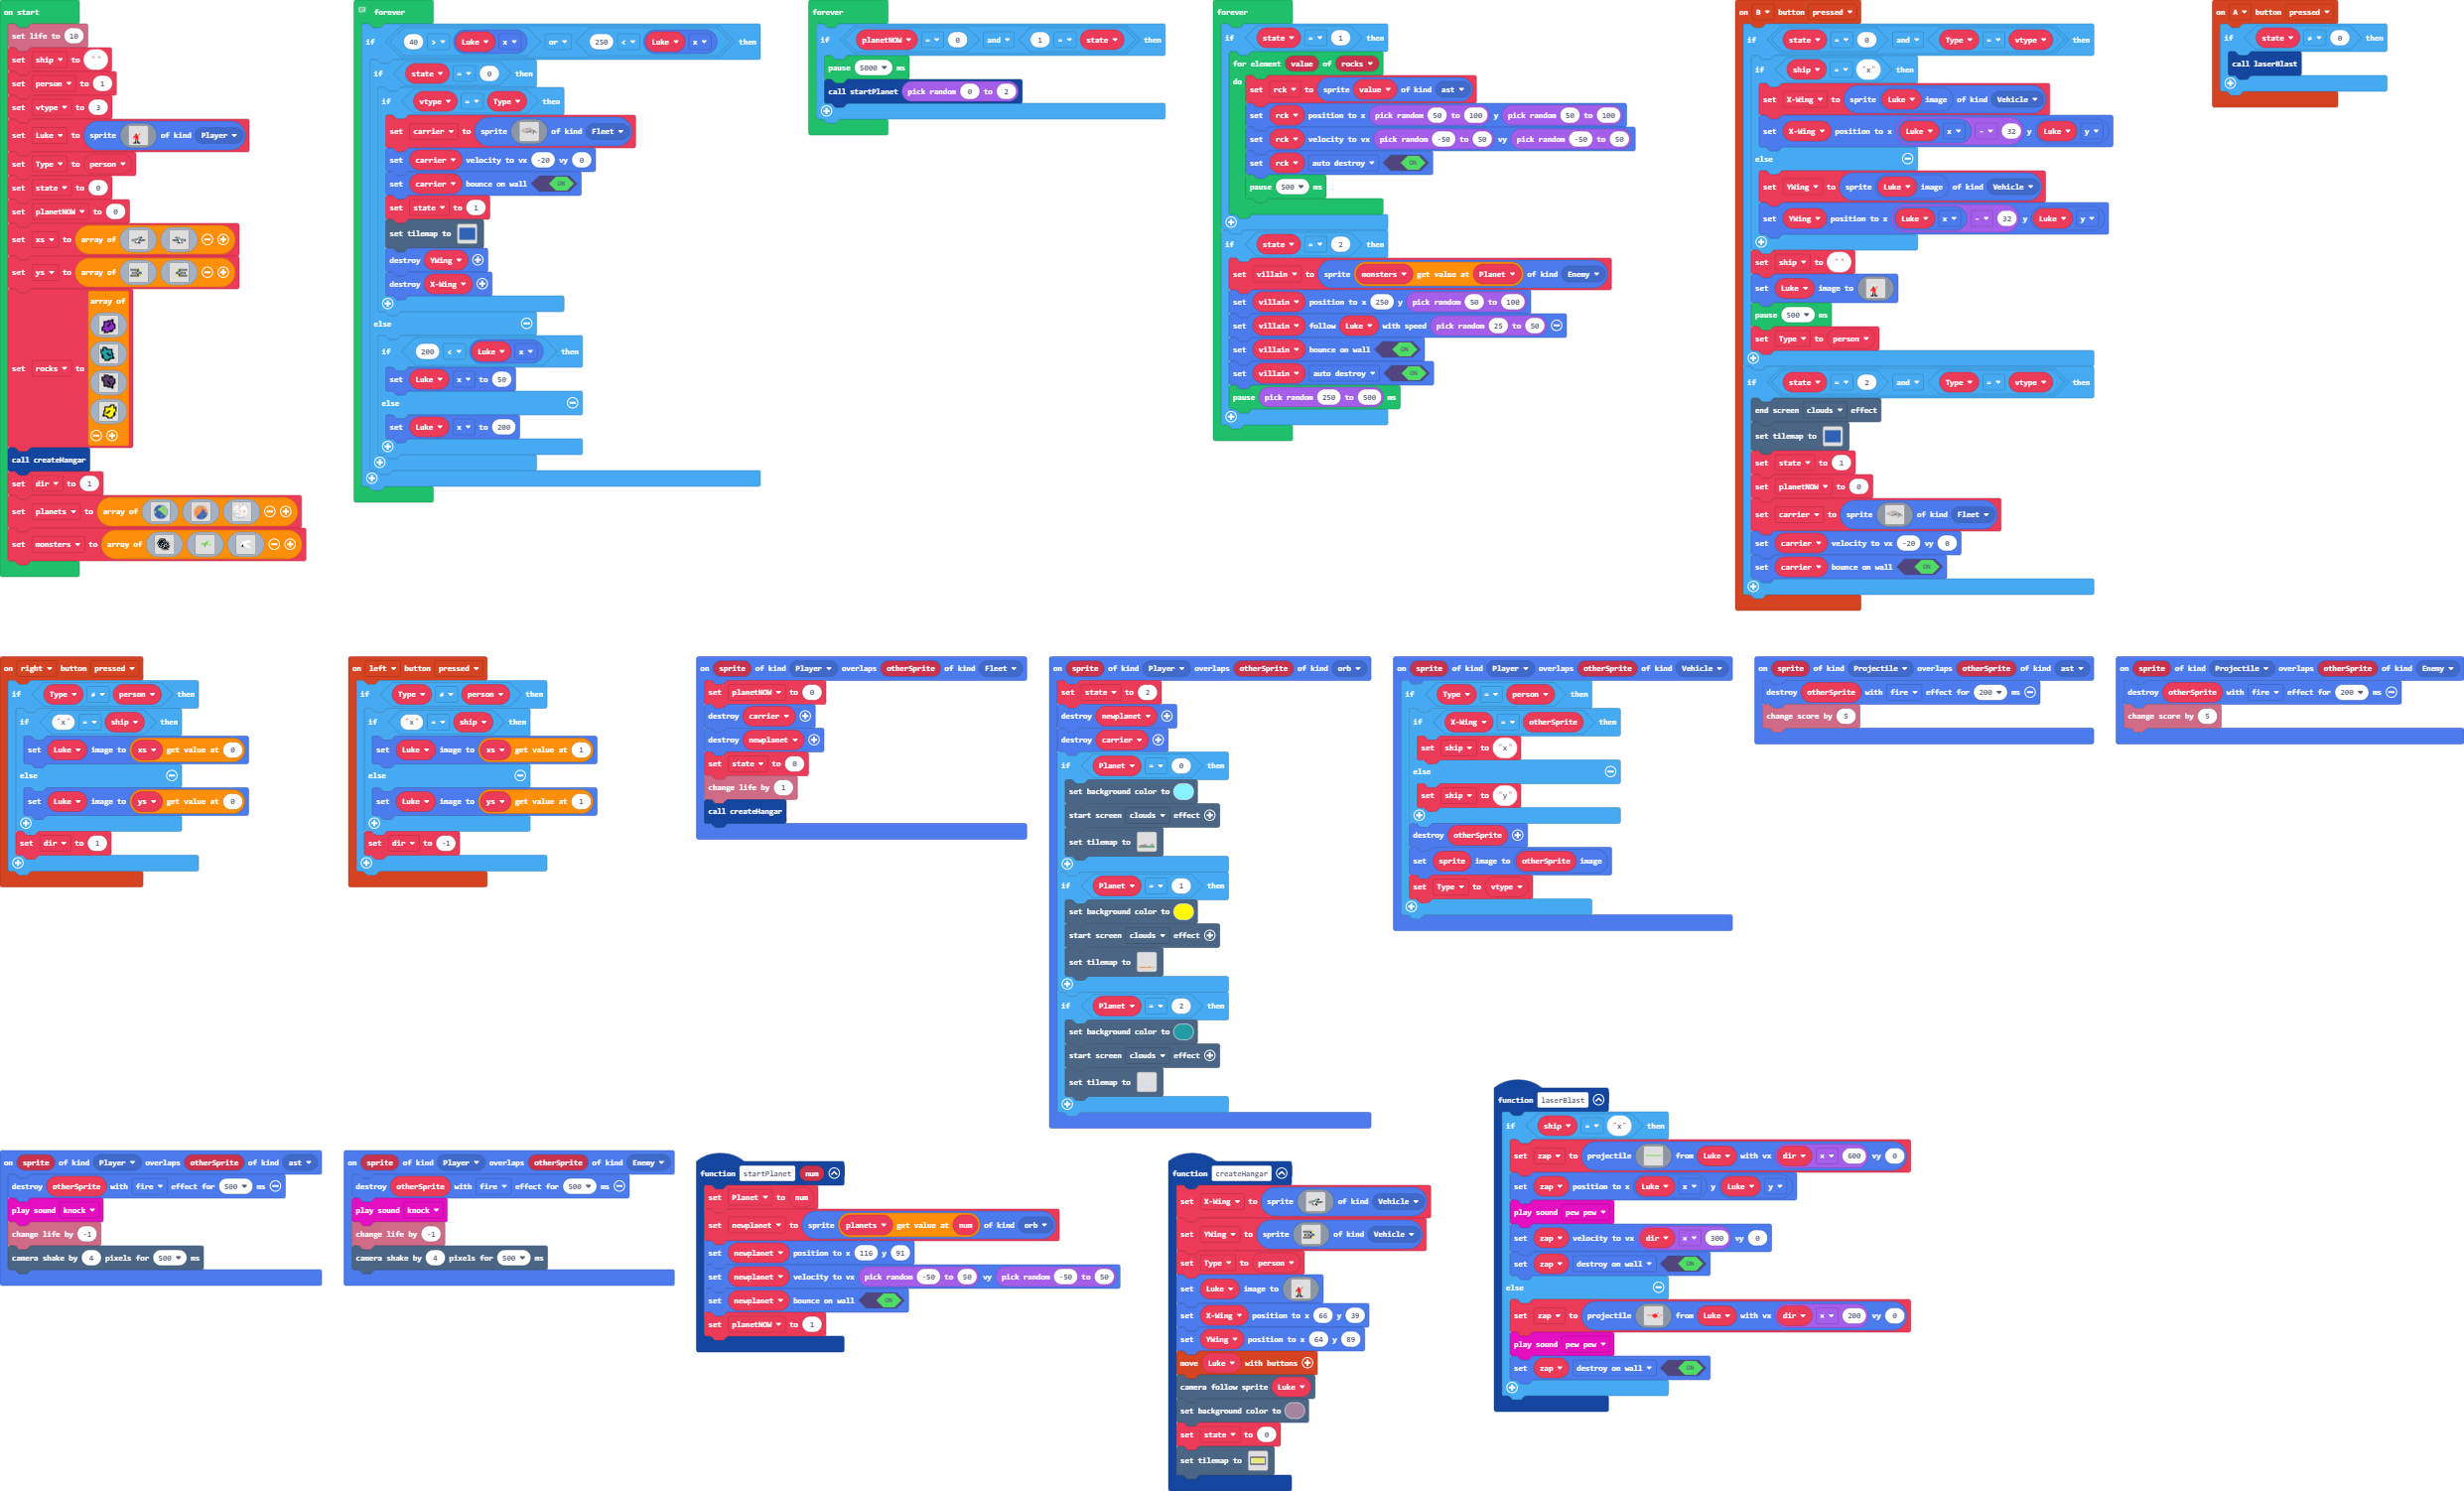 on start
set life to 10
set ship to " "
set person to 1
set vtype to 3
set Luke to sprite of kind Player
set Type to person
set state to 0
set planetNOW to 0
set xs to array of
set ys to array of
array of
set rocks to
call createHangar
set dir to 1
set planets to array of
set monsters to array of
forever
if 40 > Luke x or 250 < Luke x then
if state = 0 then
if vtype = Type then
set carrier to sprite of kind Fleet
set carrier velocity to vx -20 vy 0
set carrier bounce on wall ON
set state to 1
set tilemap to
destroy YWing
destroy X-Wing
else
if 200 < Luke x then
set Luke x to 50
else
set Luke x to 200
forever
if planetNOW = 0 and 1 = state then
pause 5000 ms
call startPlanet pick random 0 to 2
forever
if state = 1 then
for element value of rocks
do
set rck to sprite value of kind ast
set rck position to x pick random 50 to 100 y pick random 50 to 100
set rck velocity to vx pick random -50 to 50 vy pick random -50 to 50
set rck auto destroy ON
pause 500 ms
if state = 2 then
set villain to sprite monsters get value at Planet of kind Enemy
set villain position to x 250 y pick random 50 to 100
set villain follow Luke with speed pick random 25 to 50
set villain bounce on wall ON
set villain auto destroy ON
pause pick random 250 to 500 ms
on B button pressed
if state = 0 and Type = vtype then
if ship = "x" then
set X-Wing to sprite Luke image of kind Vehicle
set X-Wing position to x Luke x - 32 y Luke y
else
set YWing to sprite Luke image of kind Vehicle
set YWing position to x Luke x - 32 y Luke y
set ship to " "
set Luke image to
pause 500 ms
set Type to person
if state = 2 and Type = vtype then
end screen clouds effect
set tilemap to
set state to 1
set planetNOW to 0
set carrier to sprite of kind Fleet
set carrier velocity to vx -20 vy 0
set carrier bounce on wall ON
on A button pressed
if state ≠ 0 then
call laserBlast
on right button pressed
if Type ≠ person then
if "x" = ship then
set Luke image to xs get value at 0
else
set Luke image to ys get value at 0
set dir to 1
on left button pressed
if Type ≠ person then
if "x" = ship then
set Luke image to xs get value at 1
else
set Luke image to ys get value at 1
set dir to -1
on sprite of kind Player overlaps otherSprite of kind Fleet
set planetNOW to 0
destroy carrier
destroy newplanet
set state to 0
change life by 1
call createHangar
on sprite of kind Player overlaps otherSprite of kind orb
set state to 2
destroy newplanet
destroy carrier
if Planet = 0 then
set background color to
start screen clouds effect
set tilemap to
if Planet = 1 then
set background color to
start screen clouds effect
set tilemap to
if Planet = 2 then
set background color to
start screen clouds effect
set tilemap to
on sprite of kind Player overlaps otherSprite of kind Vehicle
if Type = person then
if X-Wing = otherSprite then
set ship to "x"
else
set ship to "y"
destroy otherSprite
set sprite image to otherSprite image
set Type to vtype
on sprite of kind Projectile overlaps otherSprite of kind ast
destroy otherSprite with fire effect for 200 ms
change score by 5
on sprite of kind Projectile overlaps otherSprite of kind Enemy
destroy otherSprite with fire effect for 200 ms
change score by 5
on sprite of kind Player overlaps otherSprite of kind ast
destroy otherSprite with fire effect for 500 ms
play sound knock
change life by -1
camera shake by 4 pixels for 500 ms
on sprite of kind Player overlaps otherSprite of kind Enemy
destroy otherSprite with fire effect for 500 ms
play sound knock
change life by -1
camera shake by 4 pixels for 500 ms
function startPlanet num
set Planet to num
set newplanet to sprite planets get value at num of kind orb
set newplanet position to x 116 y 91
set newplanet velocity to vx pick random -50 to 50 vy pick random -50 to 50
set newplanet bounce on wall ON
set planetNOW to 1
function createHangar
set X-Wing to sprite of kind Vehicle
set YWing to sprite of kind Vehicle
set Type to person
set Luke image to
set X-Wing position to x 66 y 39
set YWing position to x 64 y 89
move Luke with buttons
camera follow sprite Luke
set background color to
set state to 0
set tilemap to
function laserBlast
if ship = "x" then
set zap to projectile from Luke with vx dir × 600 vy 0
set zap position to x Luke x y Luke y
play sound pew pew
set zap velocity to vx dir × 300 vy 0
set zap destroy on wall ON
else
set zap to projectile from Luke with vx dir × 200 vy 0
play sound pew pew
set zap destroy on wall ON